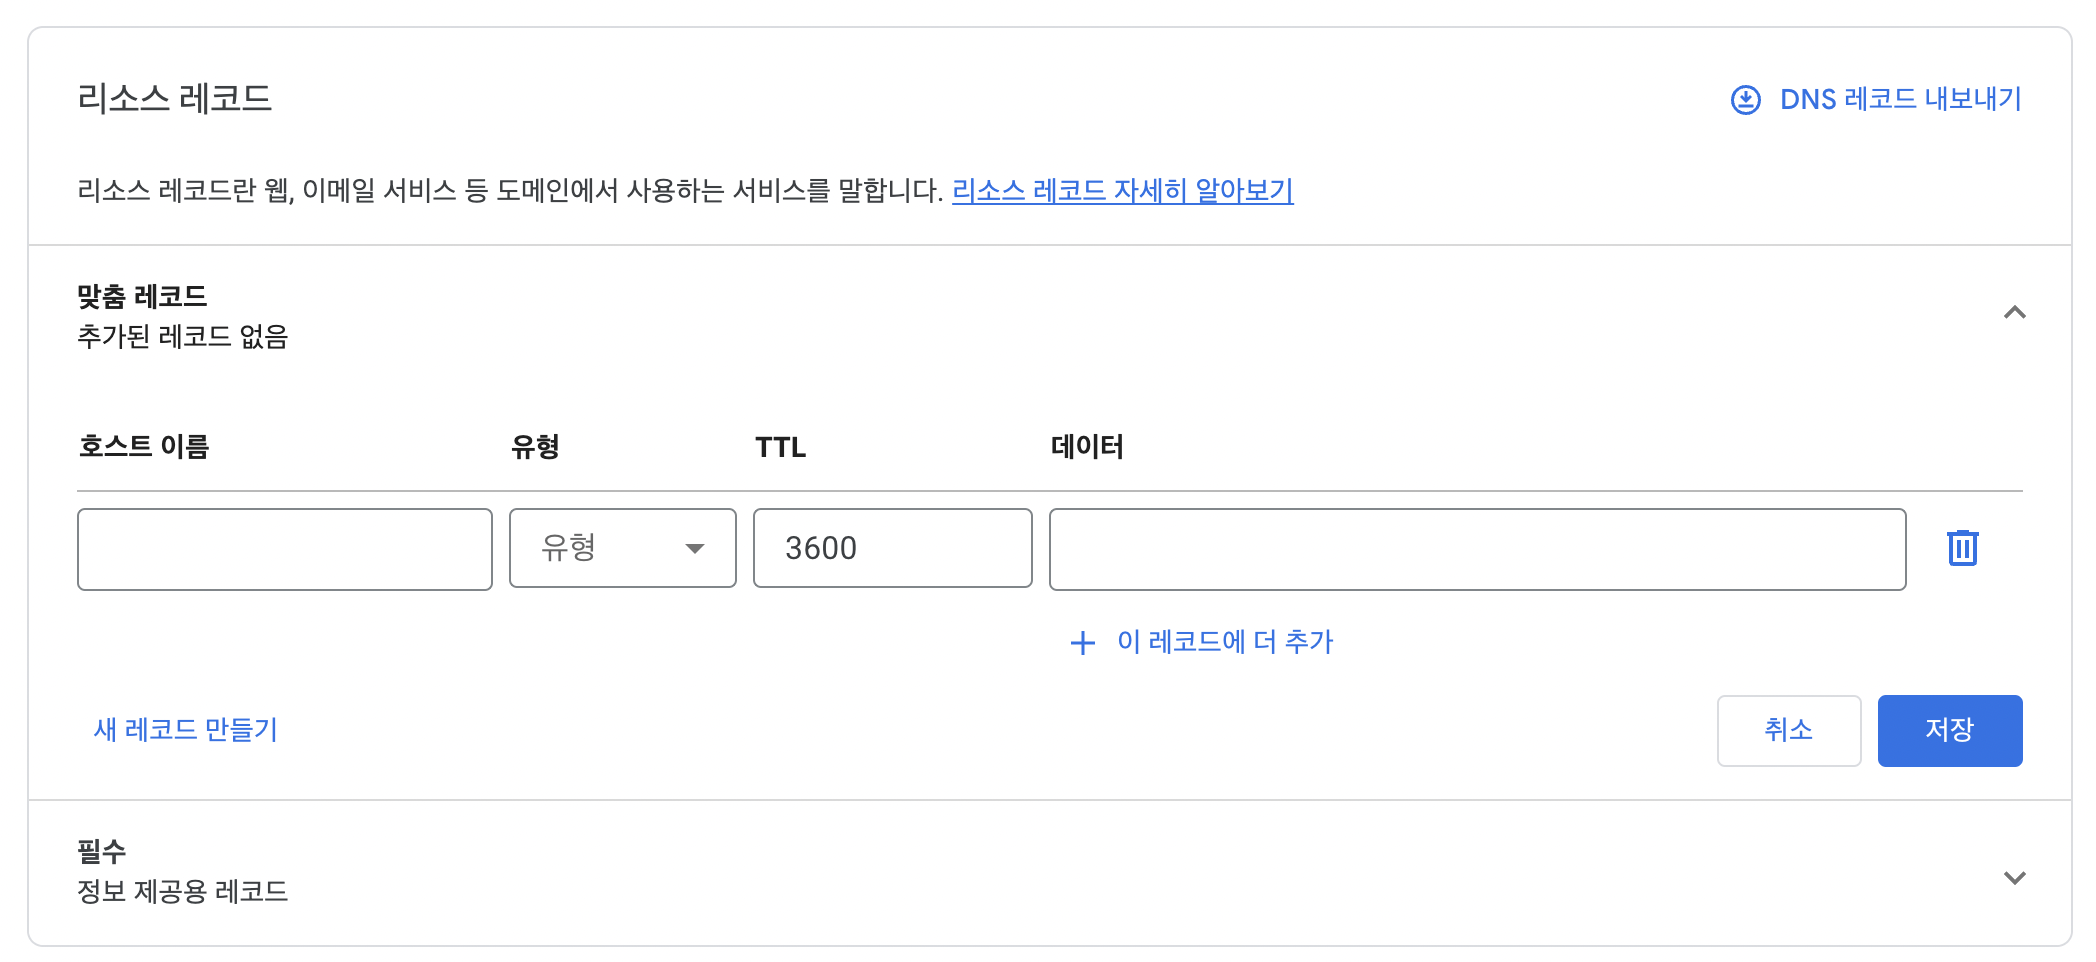 리소스 레코드
DNS 레코드 내보내기
리소스 레코드란 웹, 이메일 서비스 등 도메인에서 사용하는 서비스를 말합니다. 리소스 레코드 자세히 알아보기
맞춤 레코드
추가된 레코드 없음
호스트 이름 유형 TTL 데이터
유형 3600
이 레코드에 더 추가
새 레코드 만들기 취소 저장
필수
정보 제공용 레코드